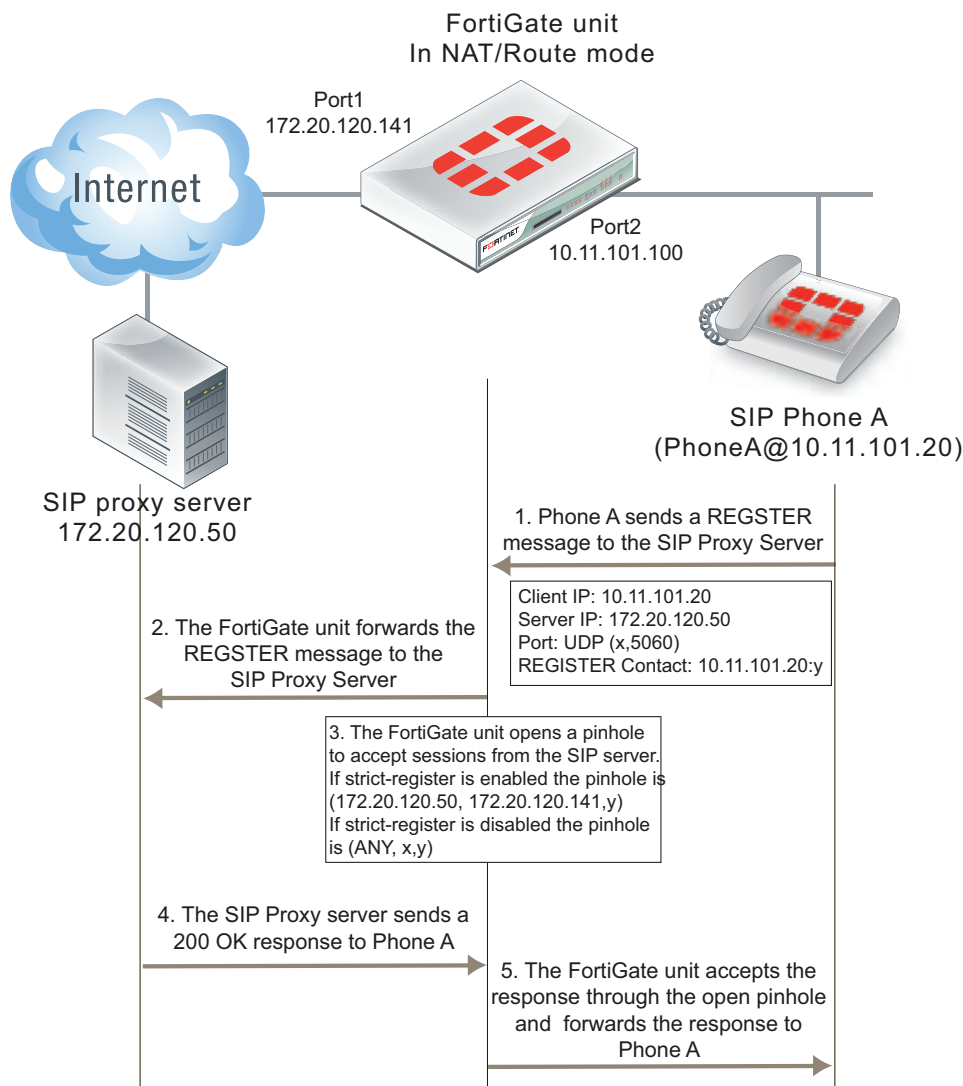 FortiGate unit
In NAT/Route mode
Port1
172.20.120.141
Internet
FORTINET
Port2
10.11.101.100
SIP Phone A
(PhoneA@10.11.101.20)
SIP proxy server
172.20.120.50
1. Phone A sends a REGSTER
message to the SIP Proxy Server
Client IP: 10.11.101.20
Server IP: 172.20.120.50
Port: UDP (x,5060)
REGISTER Contact: 10.11.101.20:y
2. The FortiGate unit forwards the
REGSTER message to the
SIP Proxy Server
3. The FortiGate unit opens a pinhole
to accept sessions from the SIP server.
If strict-register is enabled the pinhole is
(172.20.120.50, 172.20.120.141,y)
If strict-register is disabled the pinhole
is (ANY, x,y)
4. The SIP Proxy server sends a
200 OK response to Phone A
5. The FortiGate unit accepts the
response through the open pinhole
and forwards the response to
Phone A